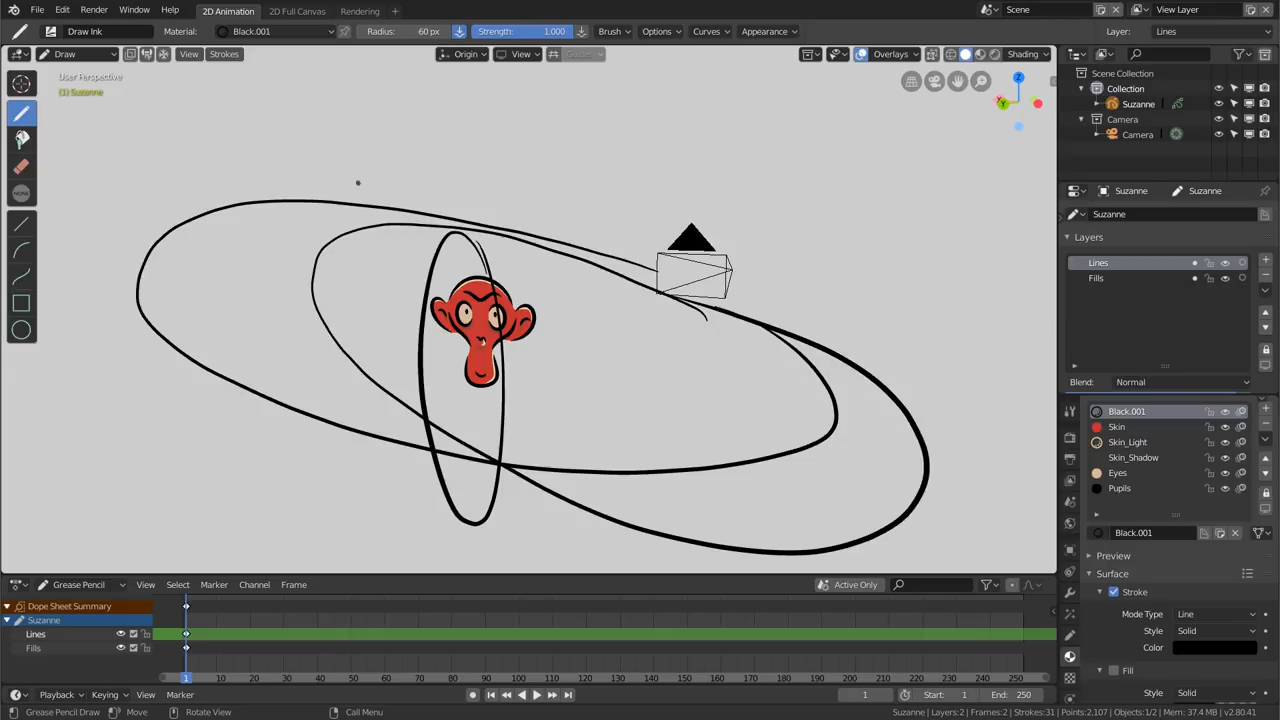 File Edit Render Window Help 2D Animation 2D Full Canvas Rendering + Scene View Layer
Draw Ink Material: Black.001 Radius: 60 px Strength: 1.000 Brush Options Curves Appearance Layer: Lines
Draw View Strokes Origin View Guides Overlays Shading
User Perspective
(1) Suzanne
Z
Y
Scene Collection
Collection
Suzanne
Camera
Camera
Suzanne Suzanne
Suzanne
Layers
Lines
Fills
Blend: Normal
Black.001
Skin
Skin_Light
Skin_Shadow
Eyes
Pupils
Black.001
Preview
Surface
Stroke
Mode Type Line
Style Solid
Color
Fill
Style Solid
NONE
Grease Pencil View Select Marker Channel Frame Active Only
Dope Sheet Summary
Suzanne
Lines
Fills
1 10 20 30 40 50 60 70 80 90 100 110 120 130 140 150 160 170 180 190 200 210 220 230 240 250
Playback Keying View Marker 1 Start: 1 End: 250
Grease Pencil Draw Move Rotate View Call Menu Suzanne | Layers:2 | Frames:2 | Strokes:31 | Points:2,107 | Objects:1/2 | Mem: 37.4 MB | v2.80.41